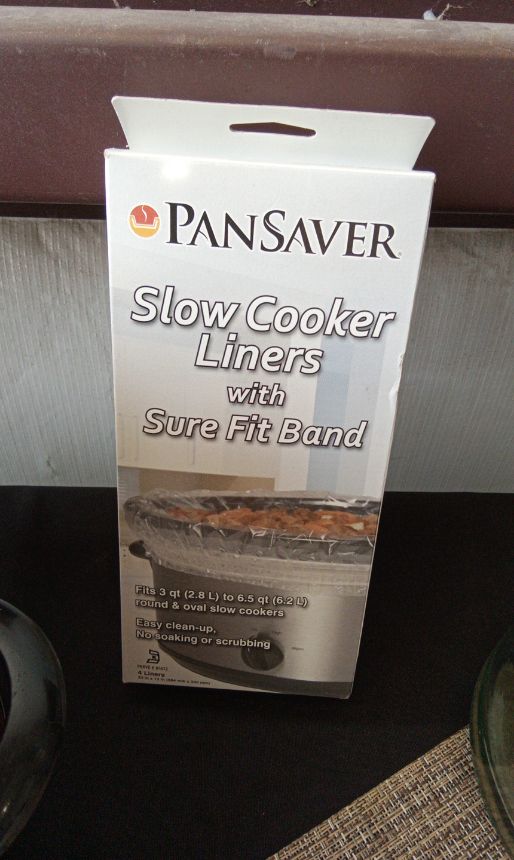 PANSAVER
Slow Cooker
Liners
with
Sure Fit Band
Fits 3 qt (2.8 L) to 6.5 qt (6.2 L)
round & oval slow cookers
Easy clean-up,
No soaking or scrubbing
4 Liners